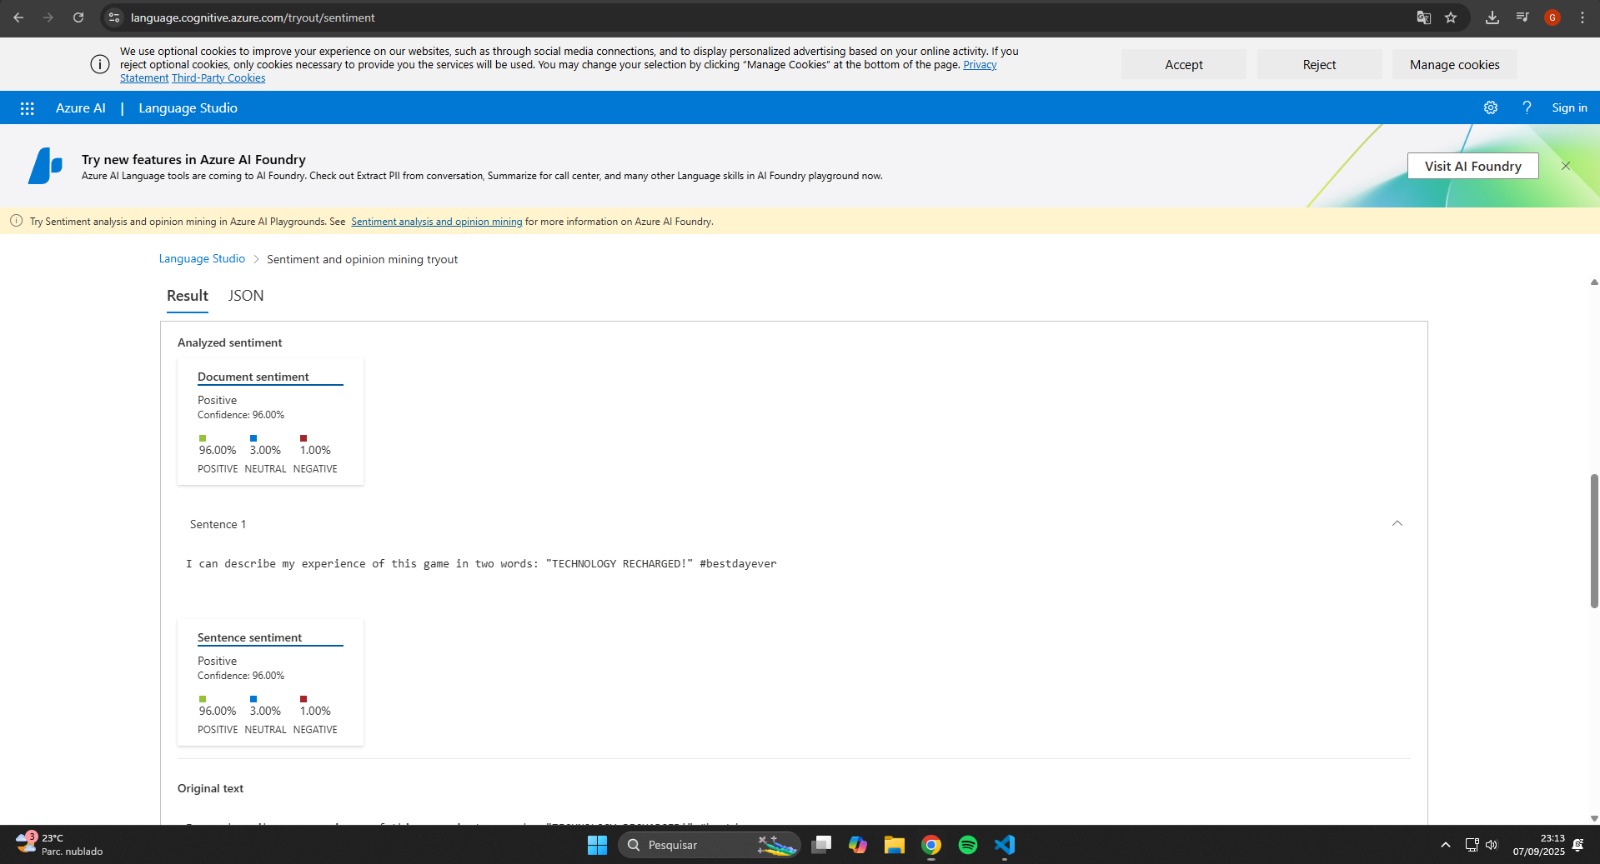 language.cognitive.azure.com/tryout/sentiment
G
We use optional cookies to improve your experience on our websites, such as through social media connections, and to display personalized advertising based on your online activity. If you
reject optional cookies, only cookies necessary to provide you the services will be used. You may change your selection by clicking "Manage Cookies" at the bottom of the page. Privacy
Statement Third-Party Cookies
Accept
Reject
Manage cookies
Azure AI | Language Studio
? Sign in
Try new features in Azure AI Foundry
Azure AI Language tools are coming to AI Foundry. Check out Extract PII from conversation, Summarize for call center, and many other Language skills in AI Foundry playground now.
Visit AI Foundry
Try Sentiment analysis and opinion mining in Azure AI Playgrounds. See Sentiment analysis and opinion mining for more information on Azure AI Foundry.
Language Studio > Sentiment and opinion mining tryout
Result JSON
Analyzed sentiment
Document sentiment
Positive
Confidence: 96.00%
96.00% 3.00% 1.00%
POSITIVE NEUTRAL NEGATIVE
Sentence 1
I can describe my experience of this game in two words: "TECHNOLOGY RECHARGED!" #bestdayever
Sentence sentiment
Positive
Confidence: 96.00%
96.00% 3.00% 1.00%
POSITIVE NEUTRAL NEGATIVE
Original text
3
23°C
Parc. nublado
Pesquisar
23:13
07/09/2025